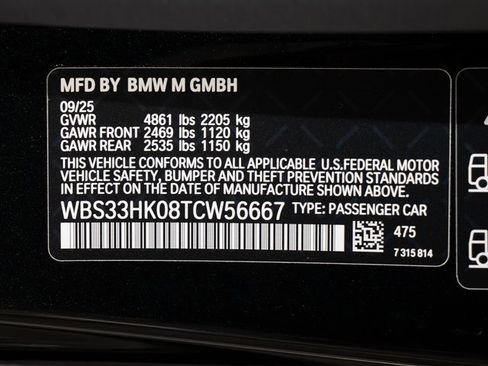 MFD BY BMW M GMBH
09/25
GVWR 4861 lbs 2205 kg
GAWR FRONT 2469 lbs 1120 kg
GAWR REAR 2535 lbs 1150 kg
THIS VEHICLE CONFORMS TO ALL APPLICABLE U.S.FEDERAL MOTOR
VEHICLE SAFETY, BUMPER AND THEFT PREVENTION STANDARDS
IN EFFECT ON THE DATE OF MANUFACTURE SHOWN ABOVE.
WBS33HK08TCW56667 TYPE: PASSENGER CAR
475
7 315 814